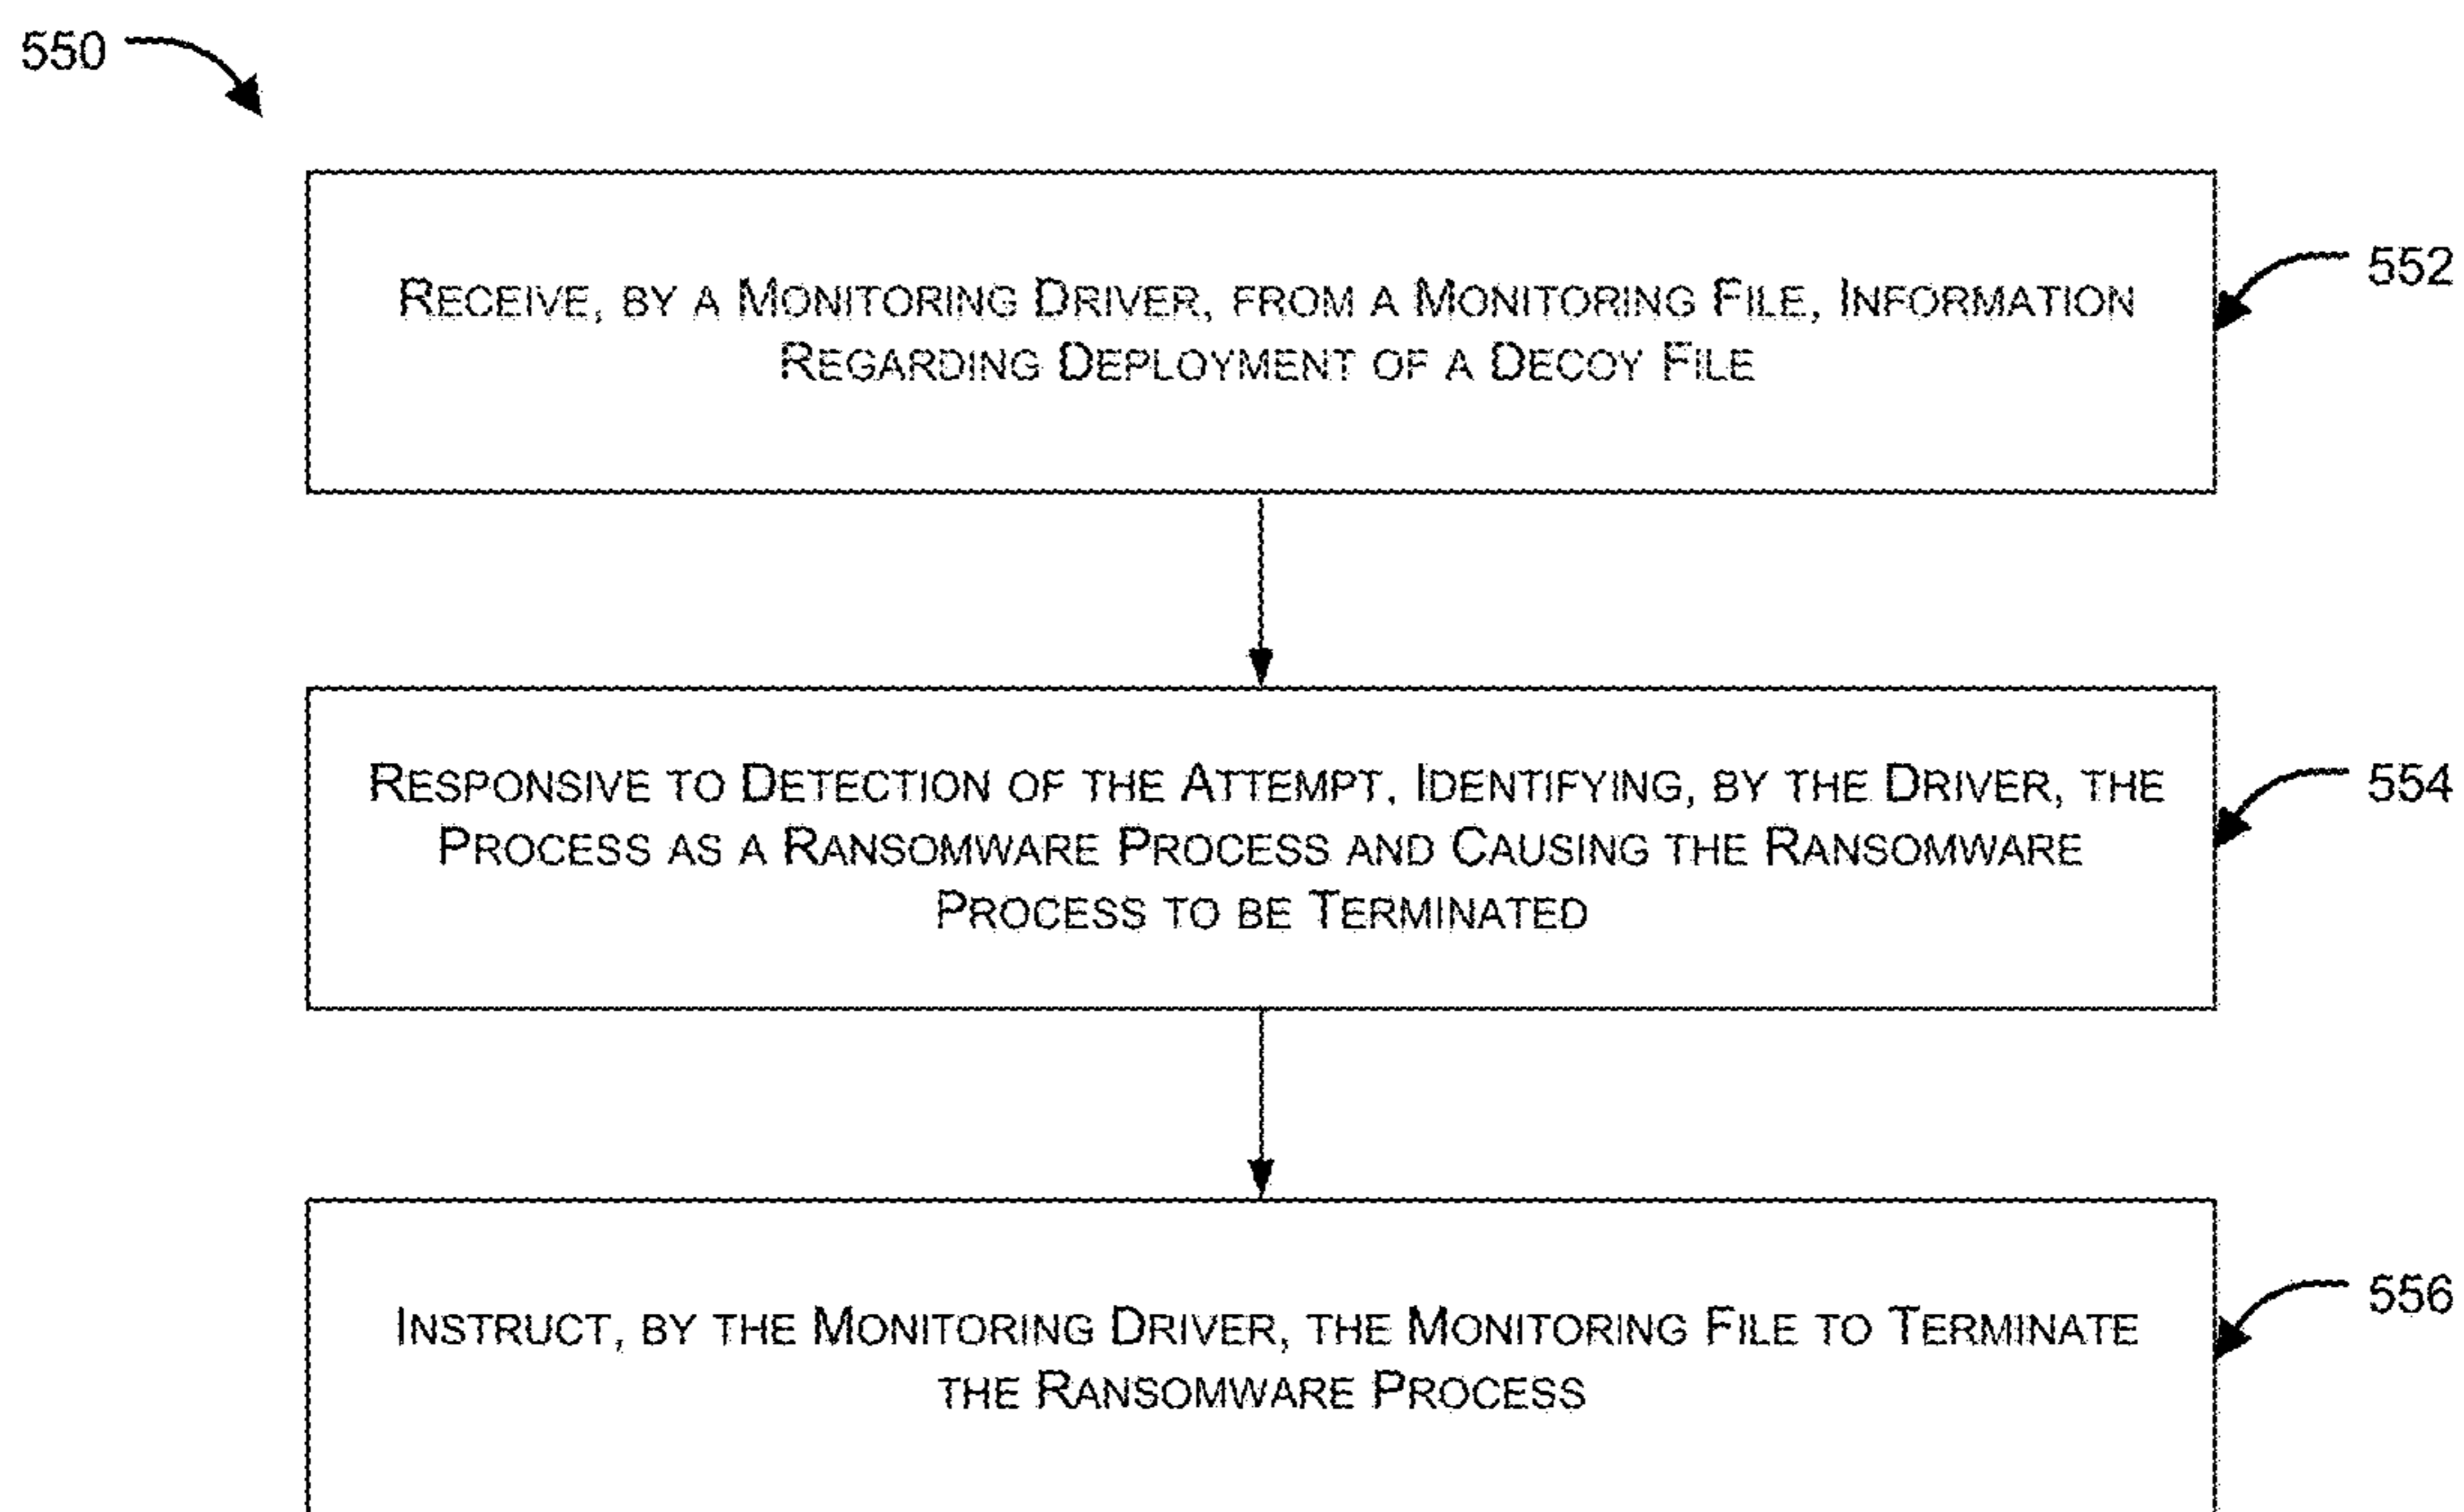 550
RECEIVE, BY A MONITORING DRIVER, FROM A MONITORING FILE, INFORMATION
REGARDING DEPLOYMENT OF A DECOY FILE
552
RESPONSIVE TO DETECTION OF THE ATTEMPT, IDENTIFYING, BY THE DRIVER, THE
PROCESS AS A RANSOMWARE PROCESS AND CAUSING THE RANSOMWARE
PROCESS TO BE TERMINATED
554
INSTRUCT, BY THE MONITORING DRIVER, THE MONITORING FILE TO TERMINATE
THE RANSOMWARE PROCESS
556